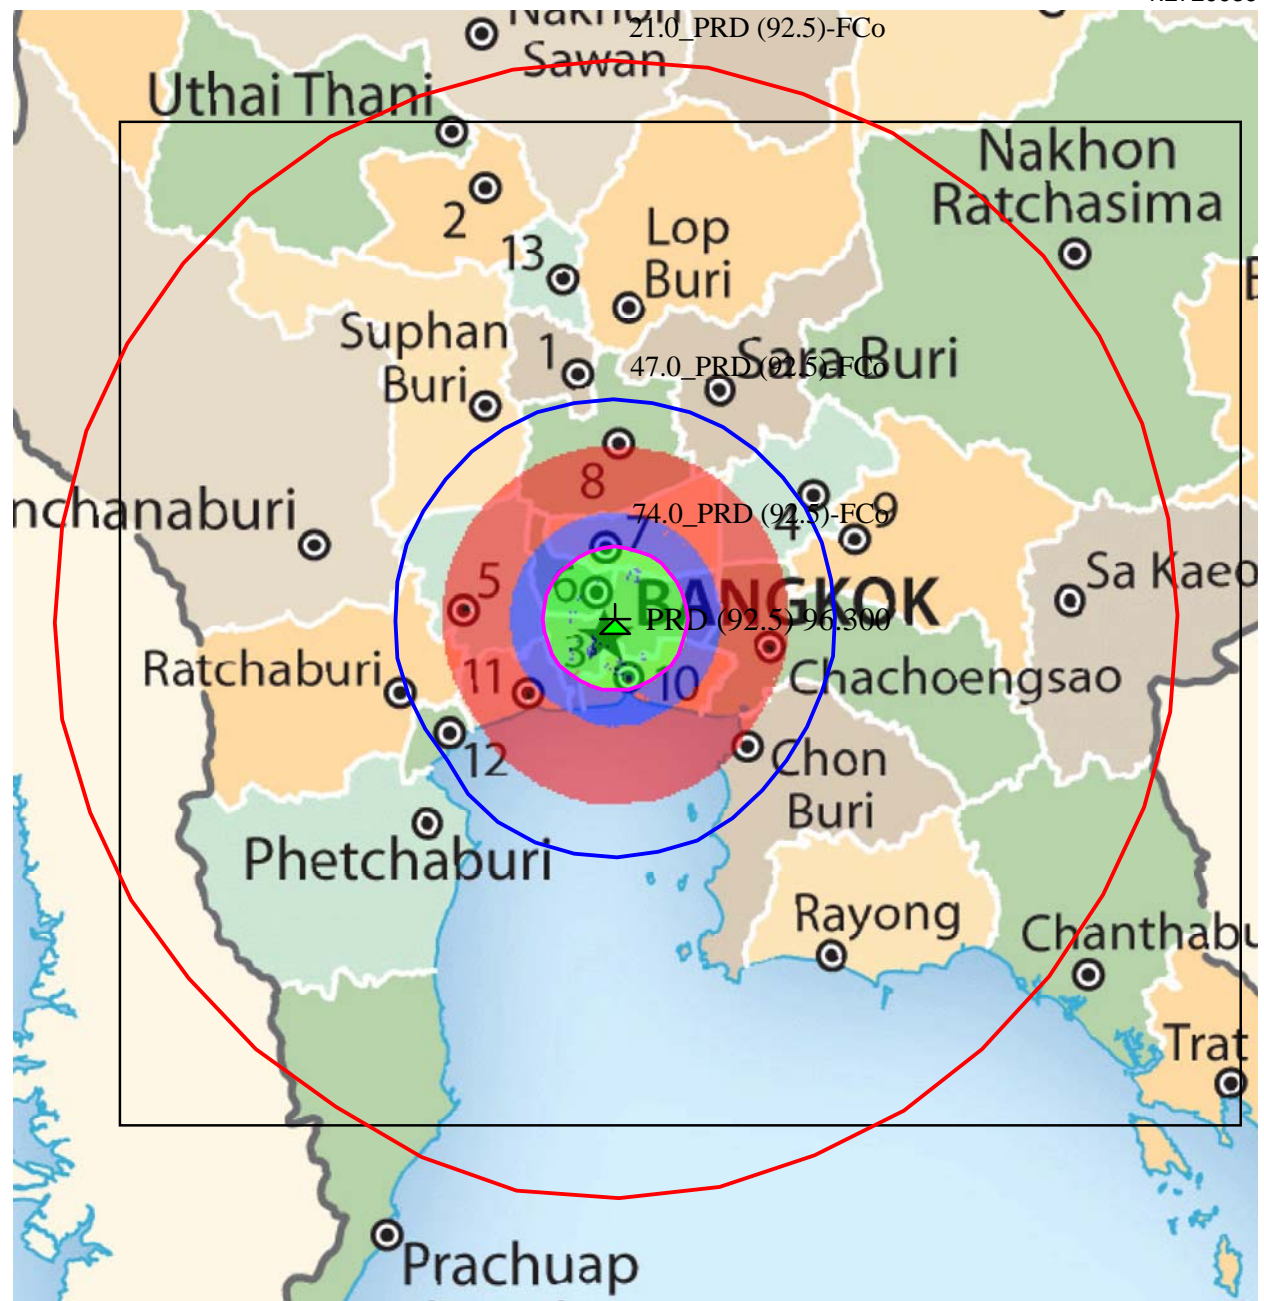 21.0_PRD (92.5)-FCo
Sawan
Uthai Thani
Nakhon
Ratchasima
2
13
Lop
Buri
Suphan
Buri
1
47.0_PRD (92.5)-FCo
Sara Buri
8
nchanaburi
74.0_PRD (92.5)-FCo
7
4
9
5
6
BANGKOK
Sa Kaeo
PRD (92.5) 96.300
3
Ratchaburi
11
10
Chachoengsao
12
Chon
Buri
Phetchaburi
Rayong
Chanthabu
Trat
Prachuap